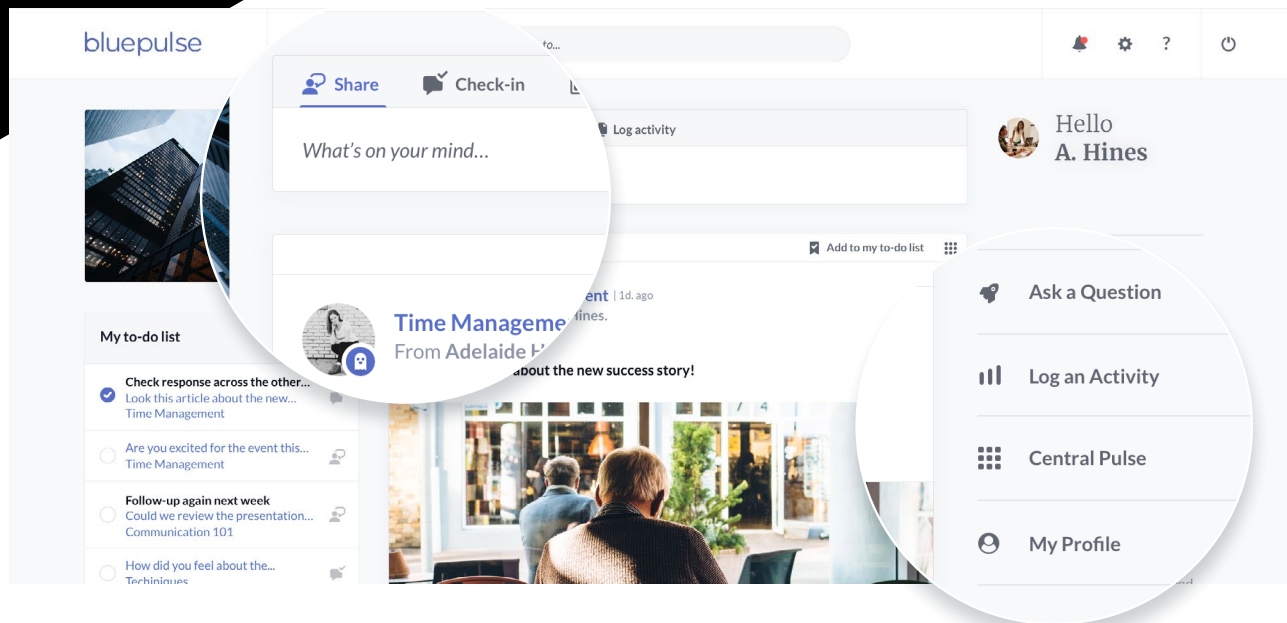 bluepulse
to...
?
Share
Check-in
What's on your mind...
Log activity
Hello
A. Hines
Add to my to-do list
1d. ago
Time Manageme
From Adelaide H
about the new success story!
My to-do list
Check response across the other...
Look this article about the new...
Time Management
Are you excited for the event this...
Time Management
Follow-up again next week
Could we review the presentation...
Communication 101
How did you feel about the...
Techniques
Ask a Question
Log an Activity
Central Pulse
My Profile